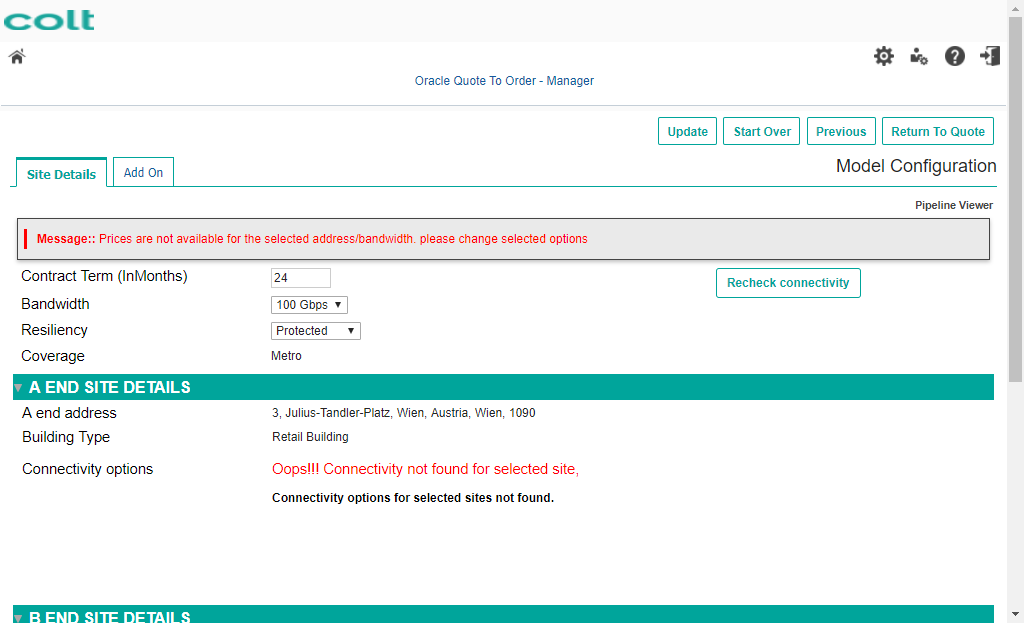 colt
Oracle Quote To Order - Manager
Update Start Over Previous Return To Quote
Site Details Add On Model Configuration
Pipeline Viewer
Message:: Prices are not available for the selected address/bandwidth. please change selected options
Contract Term (InMonths) 24 Recheck connectivity
Bandwidth 100 Gbps
Resiliency Protected
Coverage Metro
A END SITE DETAILS
A end address 3, Julius-Tandler-Platz, Wien, Austria, Wien, 1090
Building Type Retail Building
Connectivity options Oops!!! Connectivity not found for selected site,
Connectivity options for selected sites not found.
B END SITE DETAILS